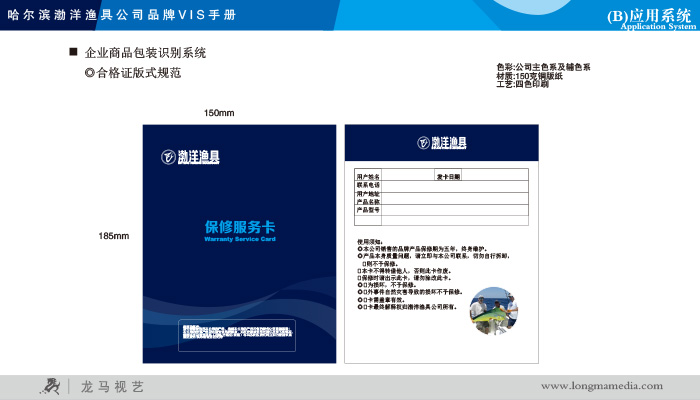 哈尔滨渤洋渔具公司品牌VIS手册
(B)应用系统
Application System
■ 企业商品包装识别系统
◎合格证版式规范
色彩:公司主色系及辅色系
材质:150克铜版纸
工艺:四色印刷
150mm
185mm
渤洋渔具
保修服务卡
Warranty Service Card
渤洋渔具
用户姓名 发卡日期
联系电话
用户地址
产品名称
产品型号
使用须知:
◎本公司销售的品牌产品保修期为五年，终身维护。
◎产品本身质量问题，请立即与本公司联系，切勿自行拆卸，
□则不予保修。
□本卡不得转借他人，否则此卡作废。
□保修时请出示此卡，请勿涂改此卡。
◎□为损坏，不予保修。
◎□外事件自然灾害导致的损坏不予保修。
◎□卡需盖章有效。
◎□卡最终解释权归渤洋渔具公司所有。
龙马视艺
www.longmamedia.com